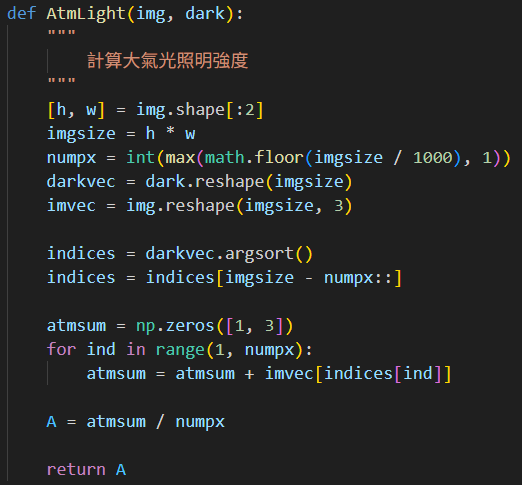 def AtmLight(img, dark):
    """
        計算大氣光照明強度
    """
    [h, w] = img.shape[:2]
    imgsize = h * w
    numpx = int(max(math.floor(imgsize / 1000), 1))
    darkvec = dark.reshape(imgsize)
    imvec = img.reshape(imgsize, 3)

    indices = darkvec.argsort()
    indices = indices[imgsize - numpx::]

    atmsum = np.zeros([1, 3])
    for ind in range(1, numpx):
        atmsum = atmsum + imvec[indices[ind]]

    A = atmsum / numpx

    return A